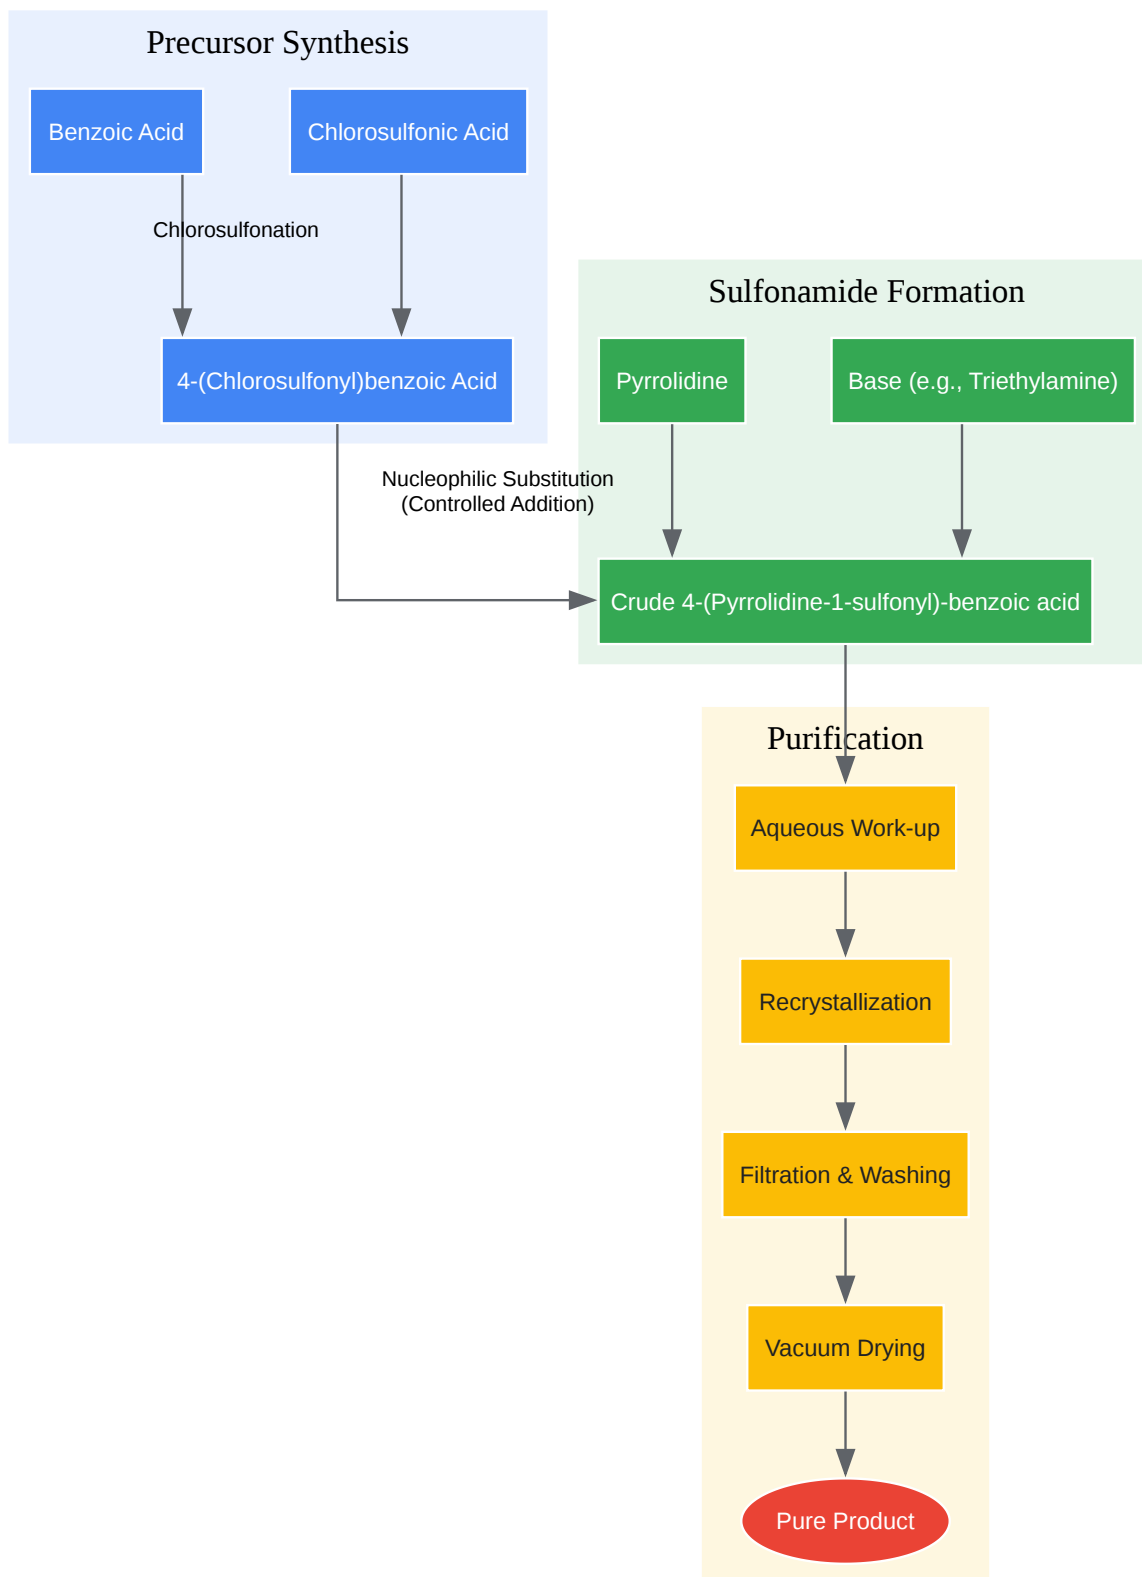 Precursor Synthesis
Benzoic Acid
Chlorosulfonic Acid
Chlorosulfonation
4-(Chlorosulfonyl)benzoic Acid
Sulfonamide Formation
Pyrrolidine
Base (e.g., Triethylamine)
Nucleophilic Substitution
(Controlled Addition)
Crude 4-(Pyrrolidine-1-sulfonyl)-benzoic acid
Purification
Aqueous Work-up
Recrystallization
Filtration & Washing
Vacuum Drying
Pure Product